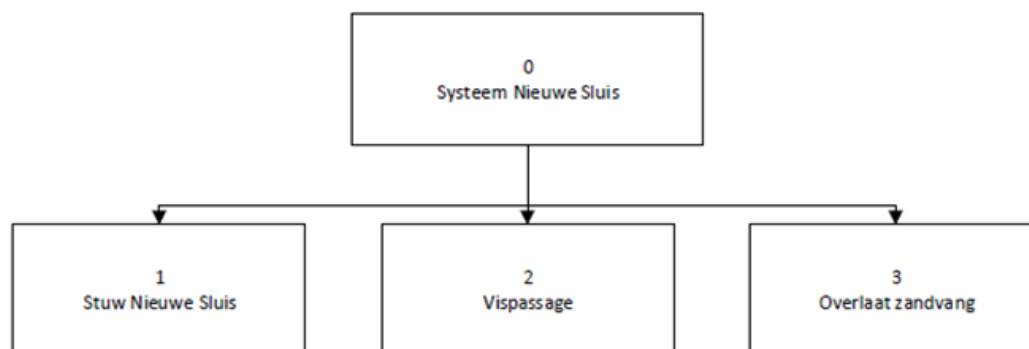 0
Systeem Nieuwe Sluis
1
Stuw Nieuwe Sluis
2
Vispassage
3
Overlaat zandvang